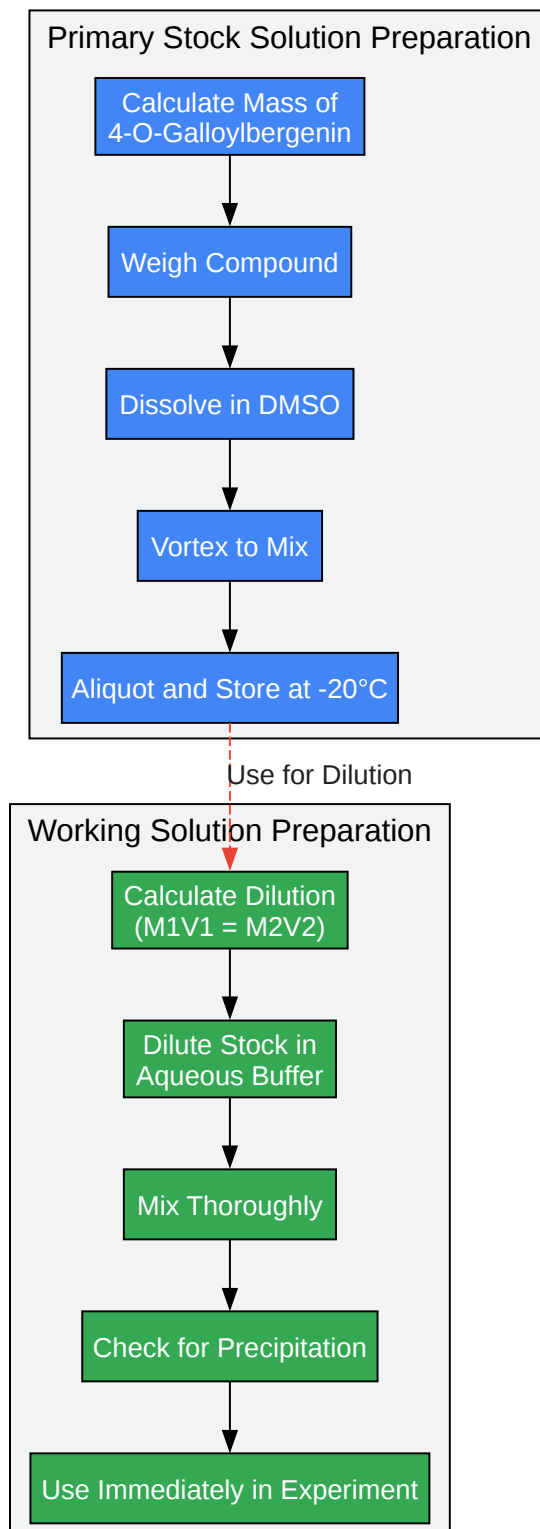 Primary Stock Solution Preparation
Calculate Mass of
4-O-Galloylbergenin
Weigh Compound
Dissolve in DMSO
Vortex to Mix
Aliquot and Store at -20°C
Use for Dilution
Working Solution Preparation
Calculate Dilution
(M1V1 = M2V2)
Dilute Stock in
Aqueous Buffer
Mix Thoroughly
Check for Precipitation
Use Immediately in Experiment